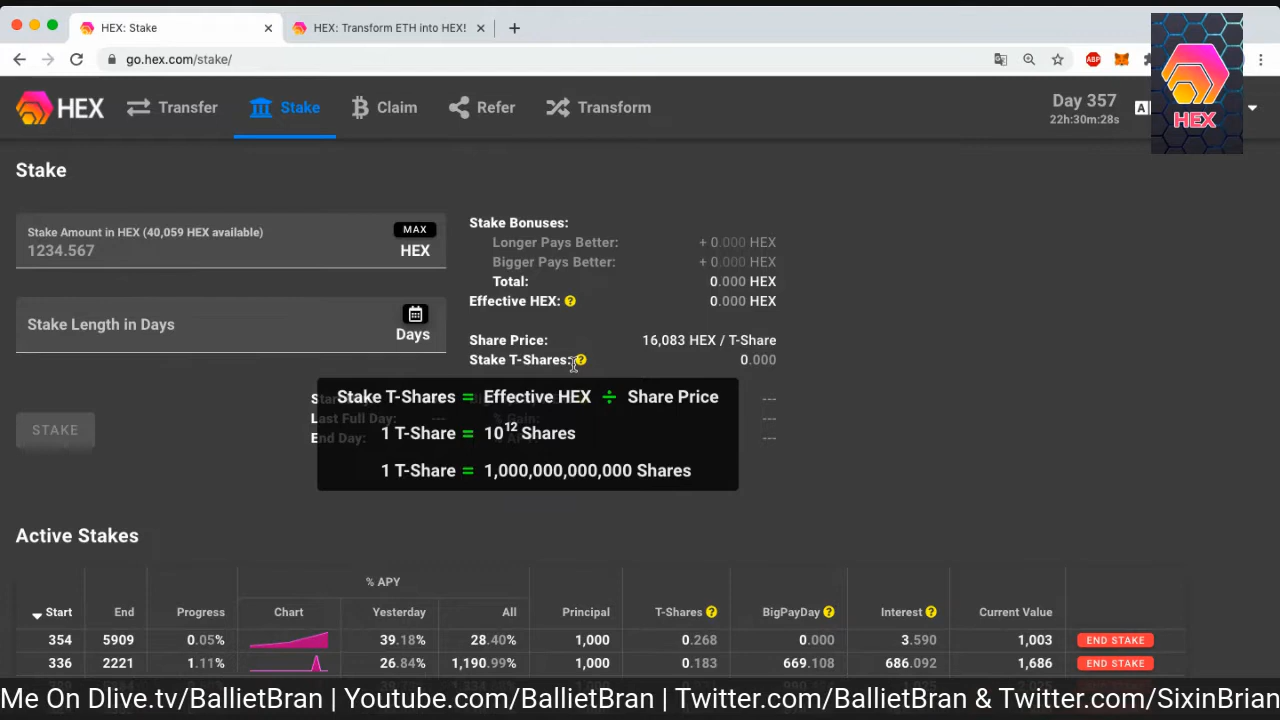 HEX: Stake
HEX: Transform ETH into HEX!
go.hex.com/stake/
ABP
HEX
Transfer
Stake
Claim
Refer
Transform
Day 357
22h:30m:28s
HEX
Stake
Stake Amount in HEX (40,059 HEX available)
MAX
1234.567
HEX
Stake Length in Days
Days
STAKE
Stake Bonuses:
Longer Pays Better: + 0.000 HEX
Bigger Pays Better: + 0.000 HEX
Total: 0.000 HEX
Effective HEX: ? 0.000 HEX
Share Price: 16,083 HEX / T-Share
Stake T-Shares: ? 0.000
Stake T-Shares = Effective HEX ÷ Share Price
1 T-Share = 10¹² Shares
1 T-Share = 1,000,000,000,000 Shares
Last Full Day: --- % Gain: ---
End Day: ---
Active Stakes
% APY
Start End Progress Chart Yesterday All Principal T-Shares ? BigPayDay ? Interest ? Current Value
354 5909 0.05% 39.18% 28.40% 1,000 0.268 0.000 3.590 1,003 END STAKE
336 2221 1.11% 26.84% 1,190.99% 1,000 0.183 669.108 686.092 1,686 END STAKE
Me On Dlive.tv/BallietBran | Youtube.com/BallietBran | Twitter.com/BallietBran & Twitter.com/SixinBrian